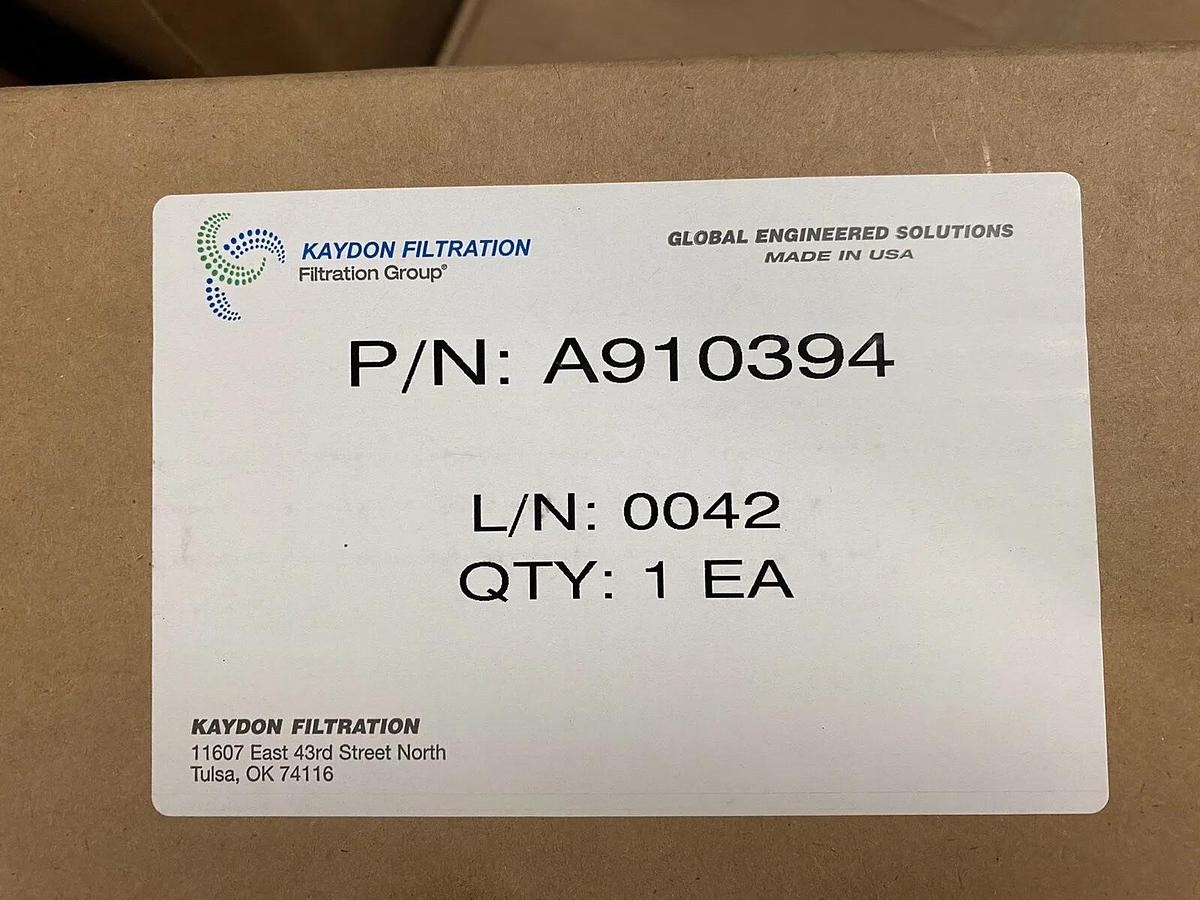 KAYDON FILTRATION
Filtration Group®
GLOBAL ENGINEERED SOLUTIONS
MADE IN USA
P/N: A910394
L/N: 0042
QTY: 1 EA
KAYDON FILTRATION
11607 East 43rd Street North
Tulsa, OK 74116